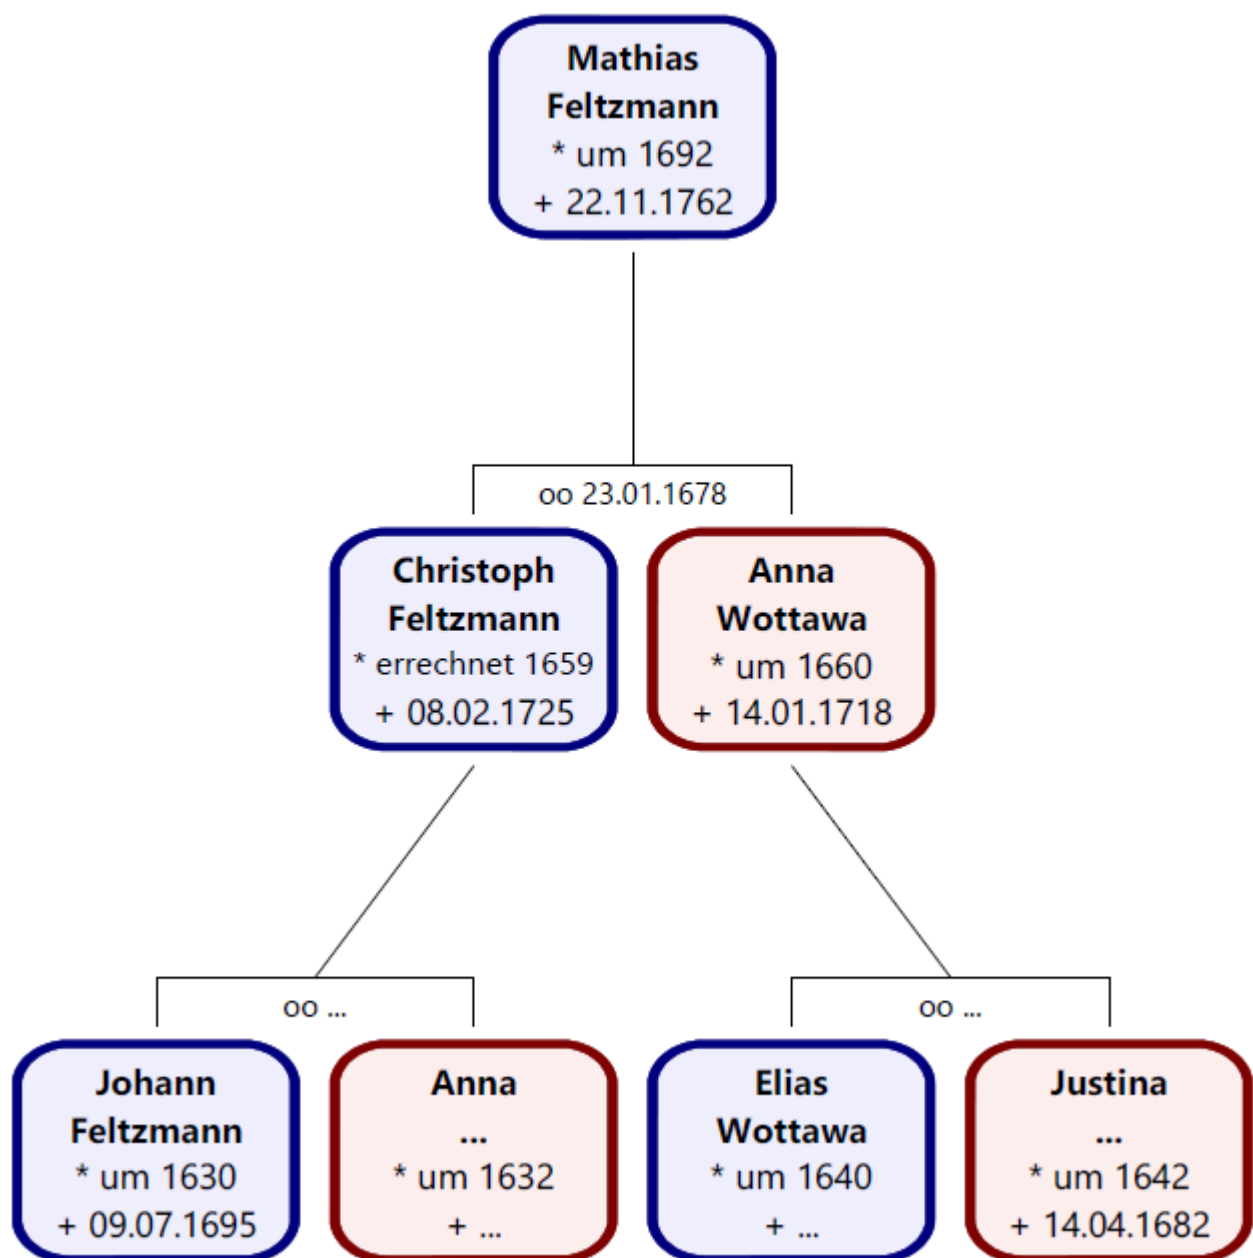 Mathias
Feltzmann
* um 1692
+ 22.11.1762
oo 23.01.1678
Christoph
Feltzmann
* errechnet 1659
+ 08.02.1725
Anna
Wottawa
* um 1660
+ 14.01.1718
oo ...
oo ...
Johann
Feltzmann
* um 1630
+ 09.07.1695
Anna
...
* um 1632
+ ...
Elias
Wottawa
* um 1640
+ ...
Justina
...
* um 1642
+ 14.04.1682